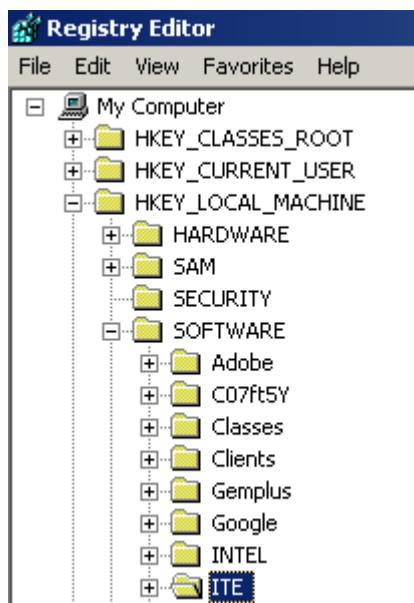 Registry Editor
File Edit View Favorites Help
My Computer
HKEY_CLASSES_ROOT
HKEY_CURRENT_USER
HKEY_LOCAL_MACHINE
HARDWARE
SAM
SECURITY
SOFTWARE
Adobe
C07ft5Y
Classes
Clients
Gemplus
Google
INTEL
ITE